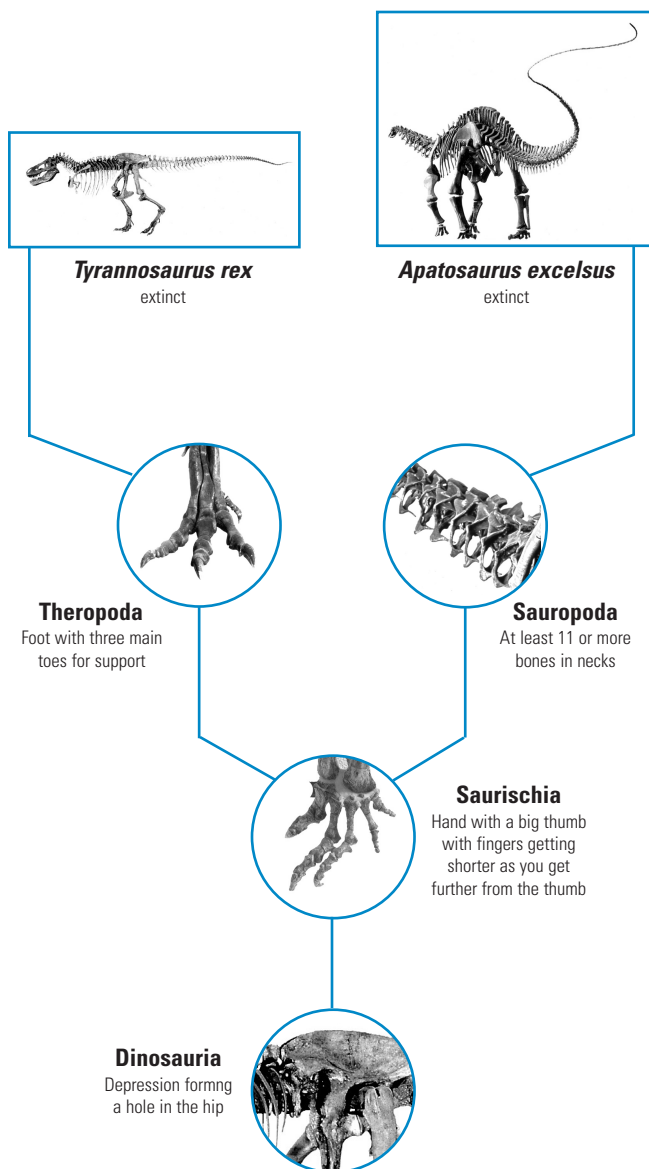 Tyrannosaurus rex
extinct
Apatosaurus excelsus
extinct
Theropoda
Foot with three main
toes for support
Sauropoda
At least 11 or more
bones in necks
Saurischia
Hand with a big thumb
with fingers getting
shorter as you get
further from the thumb
Dinosauria
Depression formng
a hole in the hip